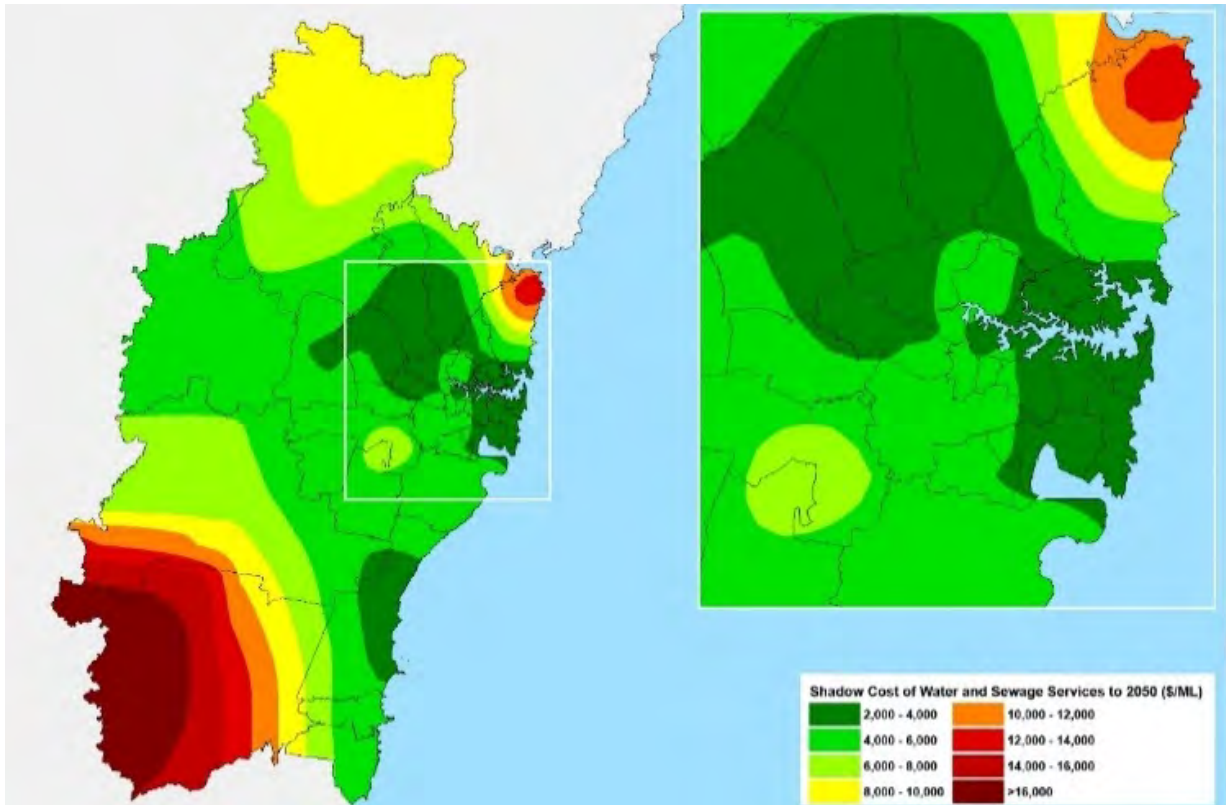 Shadow Cost of Water and Sewage Services to 2050 ($/ML)
2,000 - 4,000
4,000 - 6,000
6,000 - 8,000
8,000 - 10,000
10,000 - 12,000
12,000 - 14,000
14,000 - 16,000
>16,000